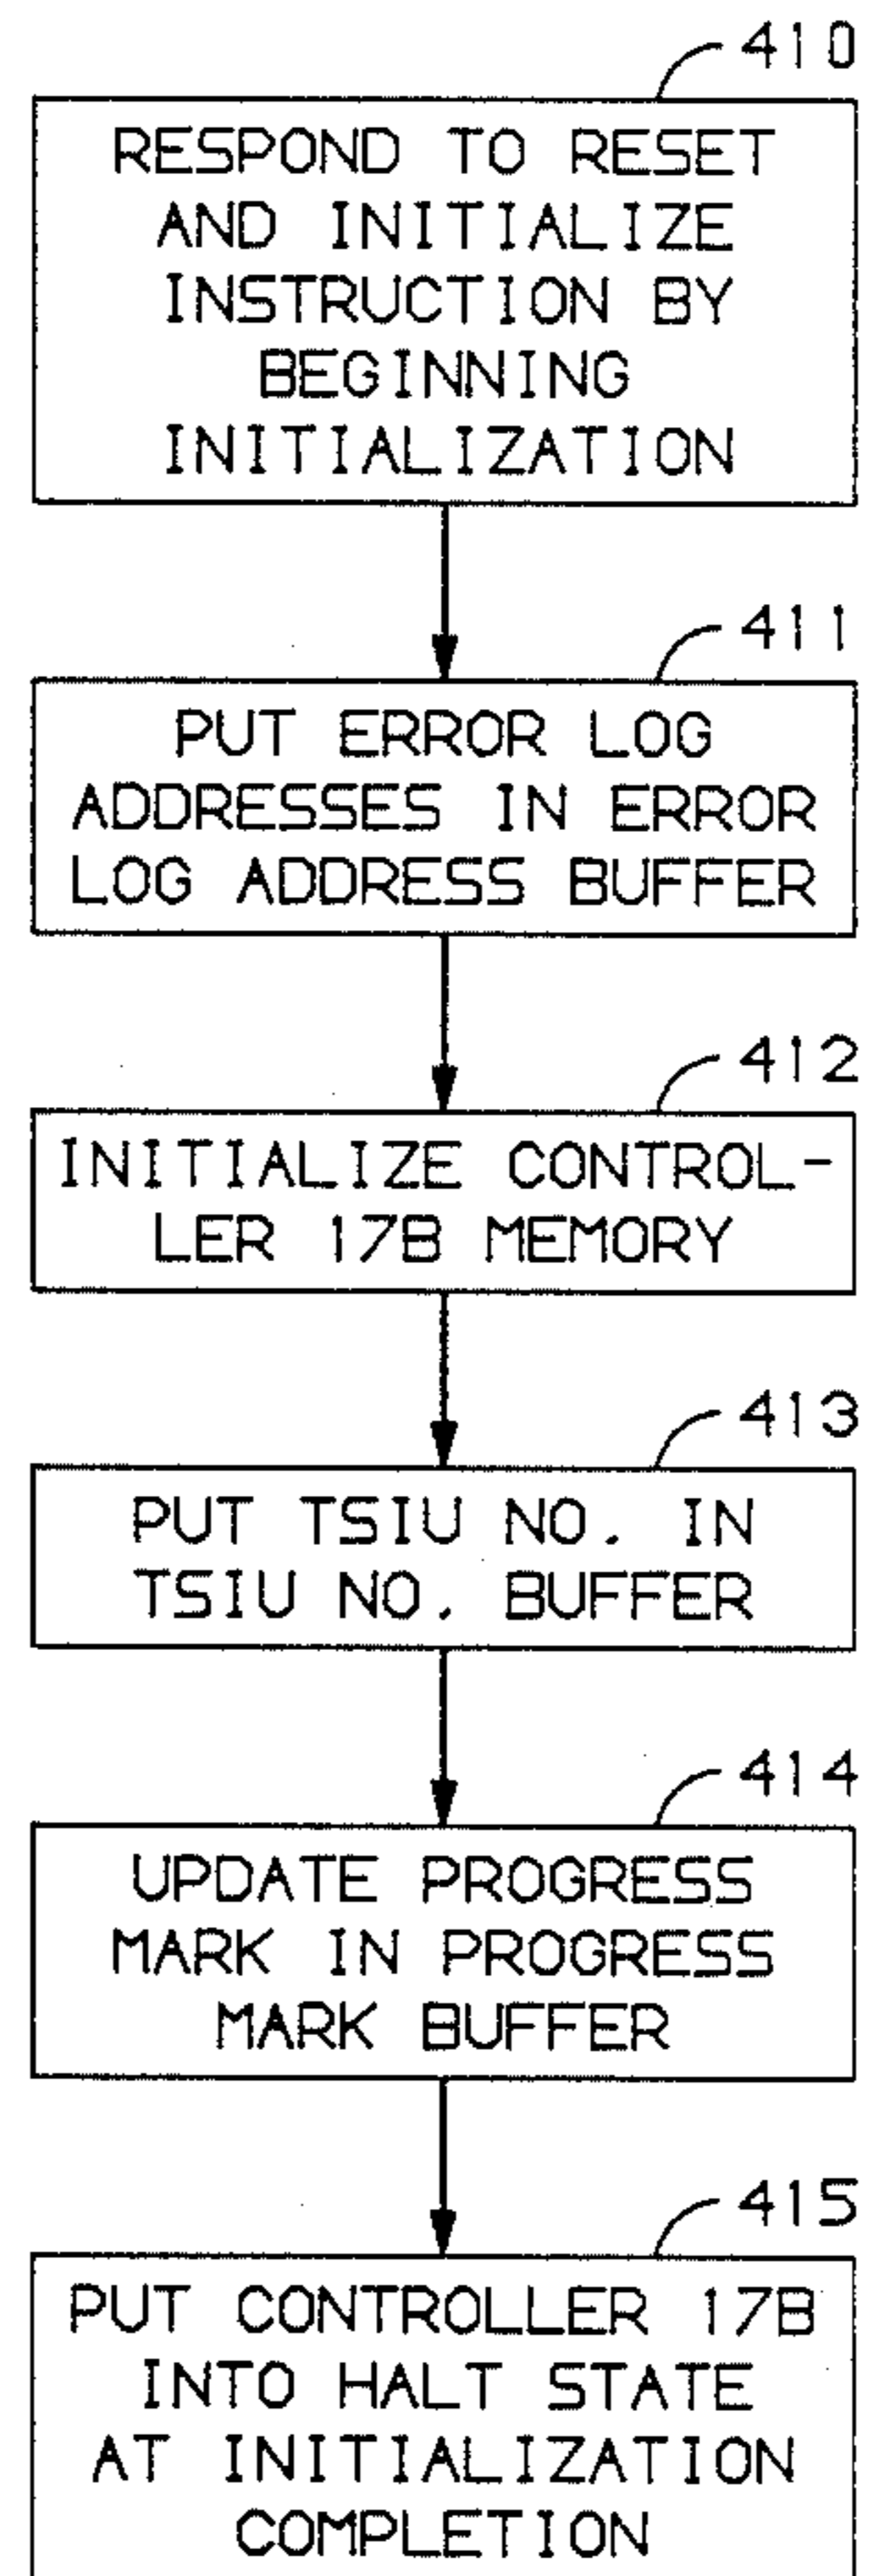 410
RESPOND TO RESET
AND INITIALIZE
INSTRUCTION BY
BEGINNING
INITIALIZATION
411
PUT ERROR LOG
ADDRESSES IN ERROR
LOG ADDRESS BUFFER
412
INITIALIZE CONTROL-
LER 17B MEMORY
413
PUT TSIU NO. IN
TSIU NO. BUFFER
414
UPDATE PROGRESS
MARK IN PROGRESS
MARK BUFFER
415
PUT CONTROLLER 17B
INTO HALT STATE
AT INITIALIZATION
COMPLETION